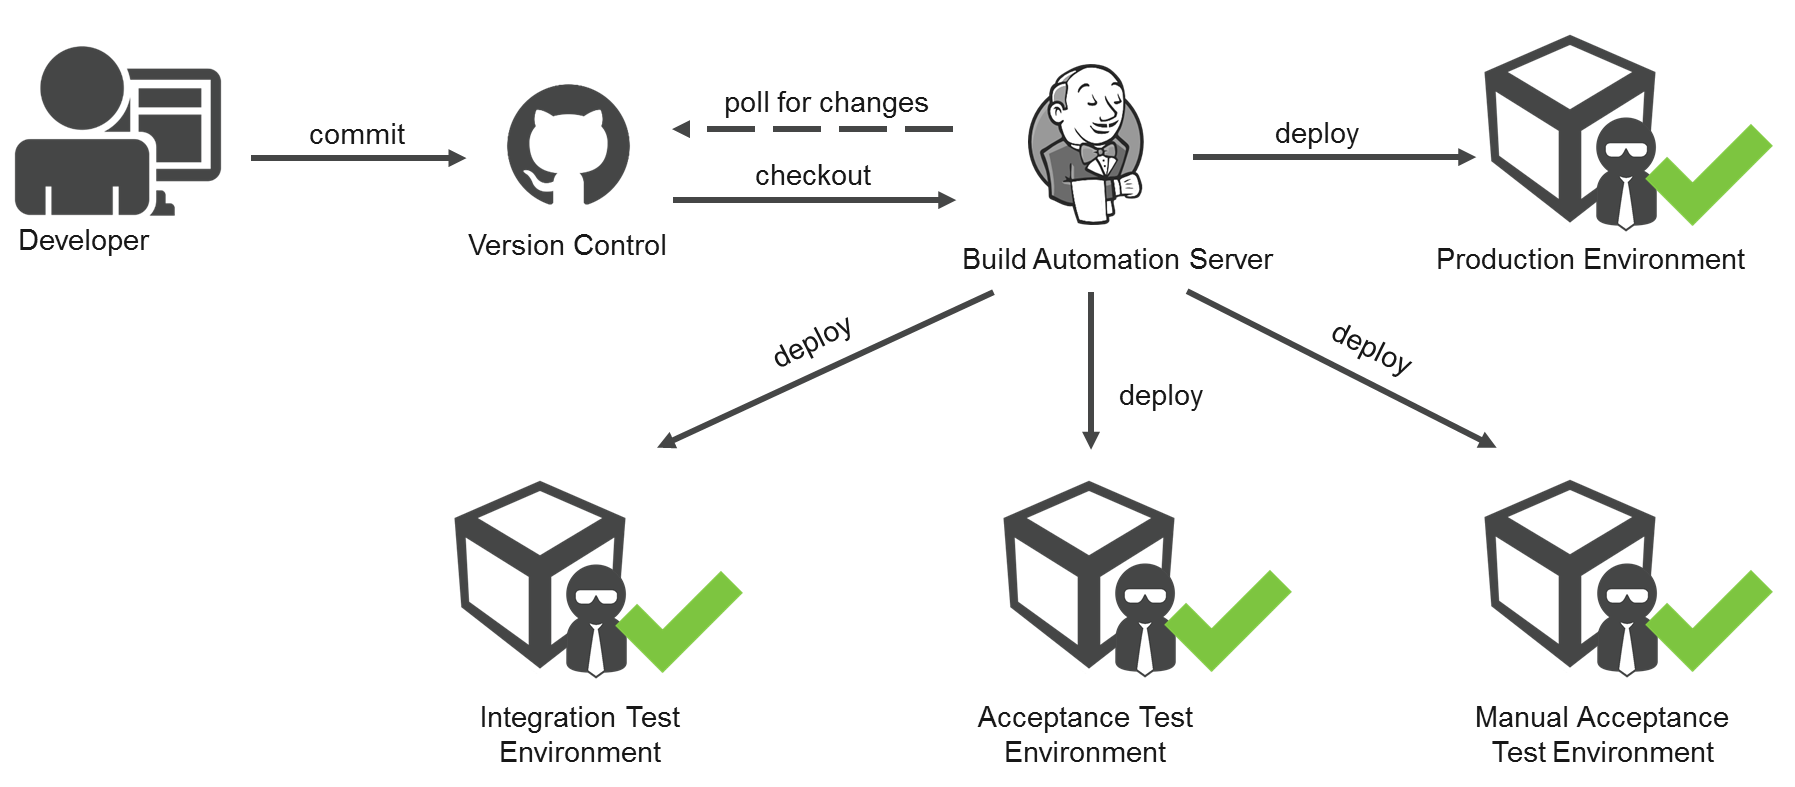 poll for changes
commit
deploy
checkout
Developer
Version Control
Build Automation Server
Production Environment
deploy
deploy
deploy
Integration Test
Environment
Acceptance Test
Environment
Manual Acceptance
Test Environment